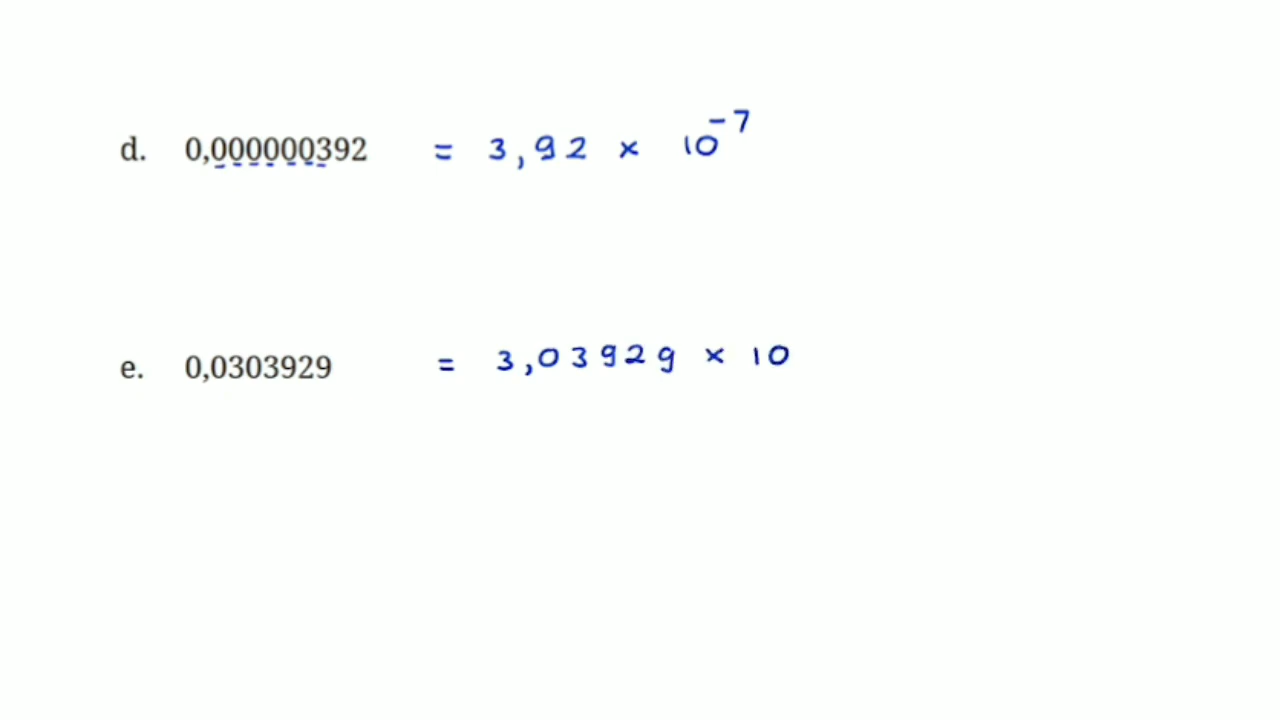 d. 0,000000392 = 3,92 × 10⁻⁷
e. 0,0303929 = 3,03929 × 10